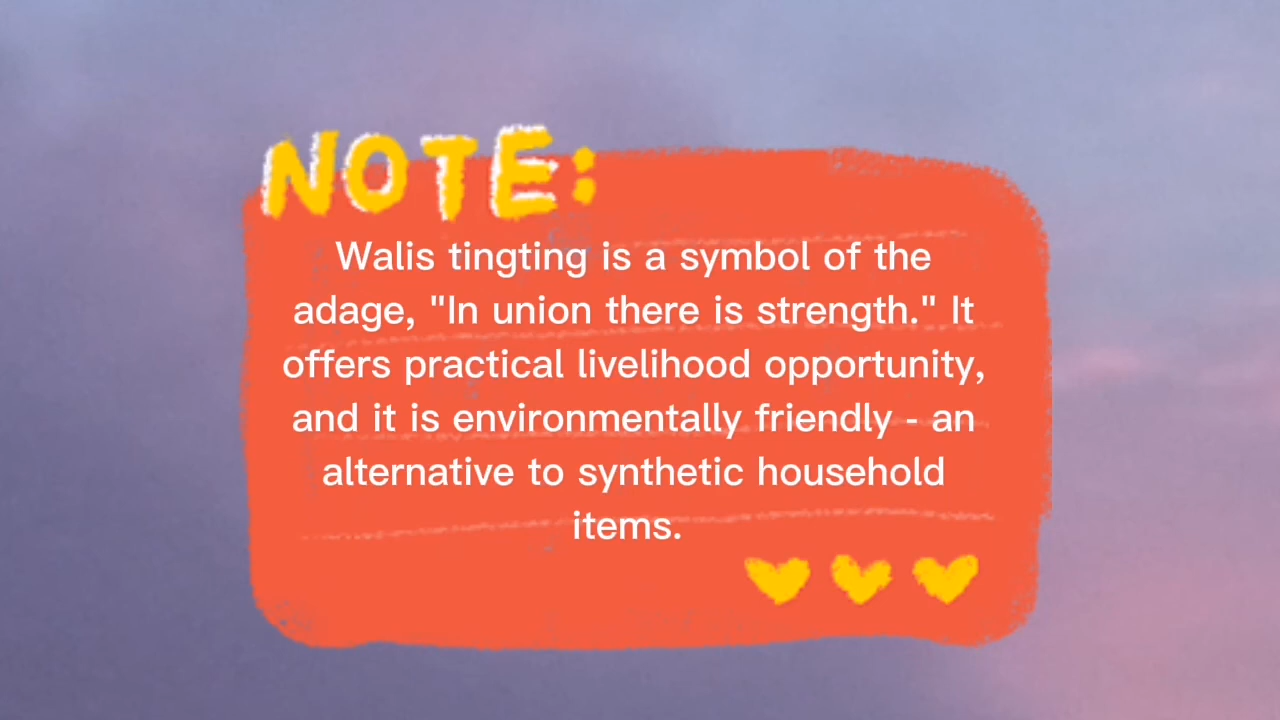 NOTE:
Walis tingting is a symbol of the
adage, "In union there is strength." It
offers practical livelihood opportunity,
and it is environmentally friendly - an
alternative to synthetic household
items.